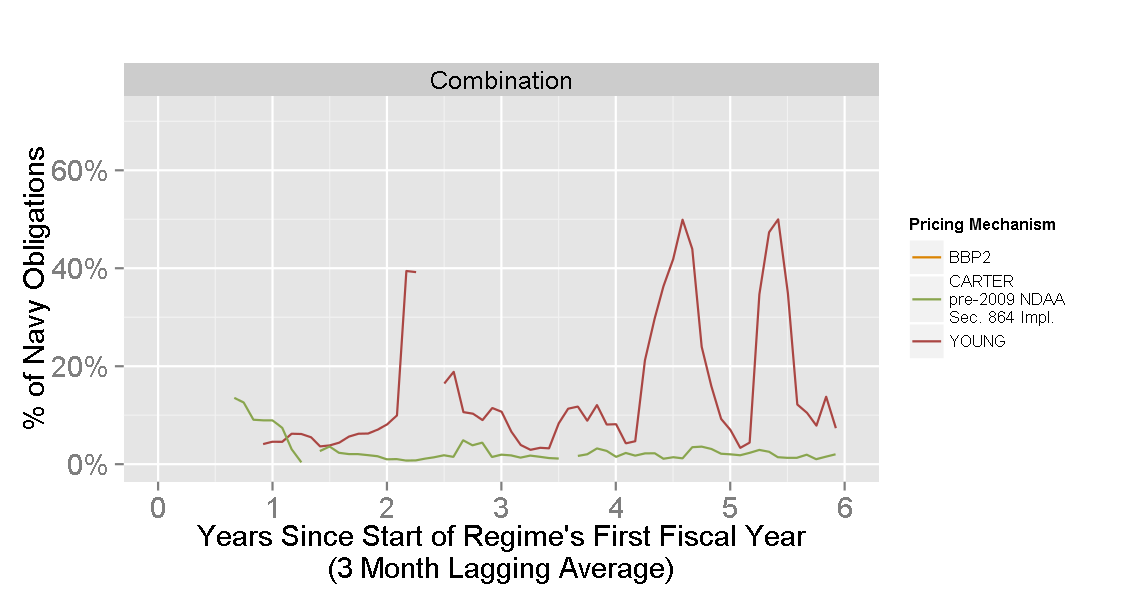 Combination
% of Navy Obligations
60%
40%
20%
0%
0 1 2 3 4 5 6
Years Since Start of Regime's First Fiscal Year
(3 Month Lagging Average)
Pricing Mechanism
BBP2
CARTER
pre-2009 NDAA
Sec. 864 Impl.
YOUNG